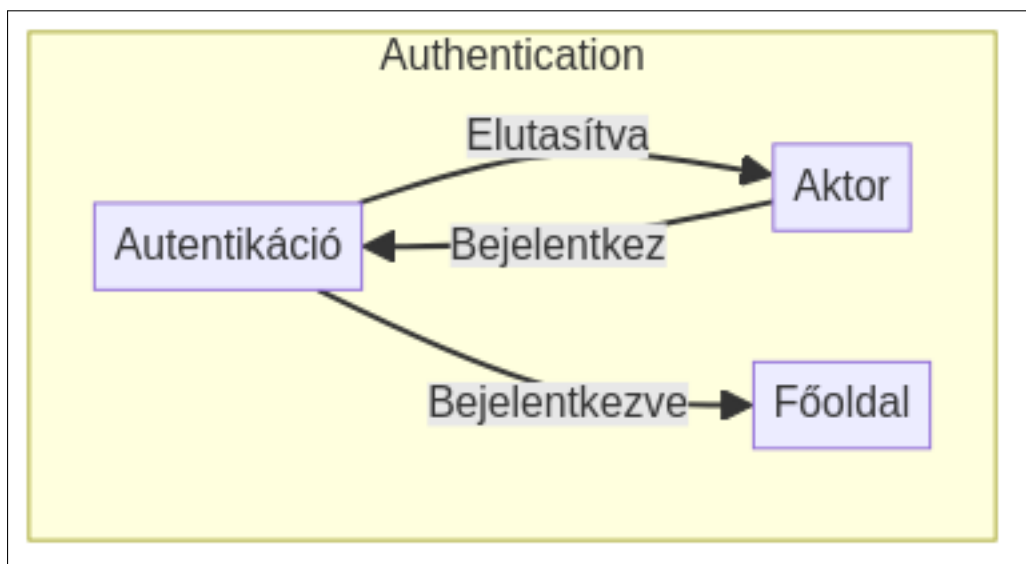 Authentication
Elutasítva
Aktor
Autentikáció
Bejelentkez
Bejelentkezve
Főoldal